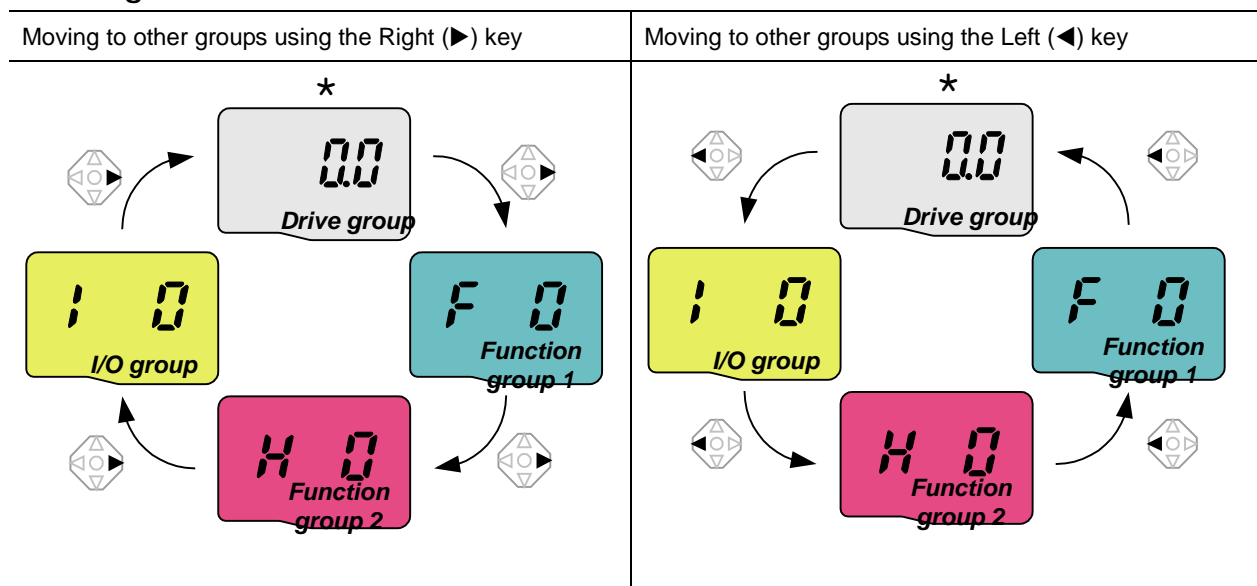 Moving to other groups using the Right (▶) key
Moving to other groups using the Left (◀) key
*
0.0
Drive group
I 0
I/O group
F 0
Function
group 1
H 0
Function
group 2
*
0.0
Drive group
I 0
I/O group
F 0
Function
group 1
H 0
Function
group 2